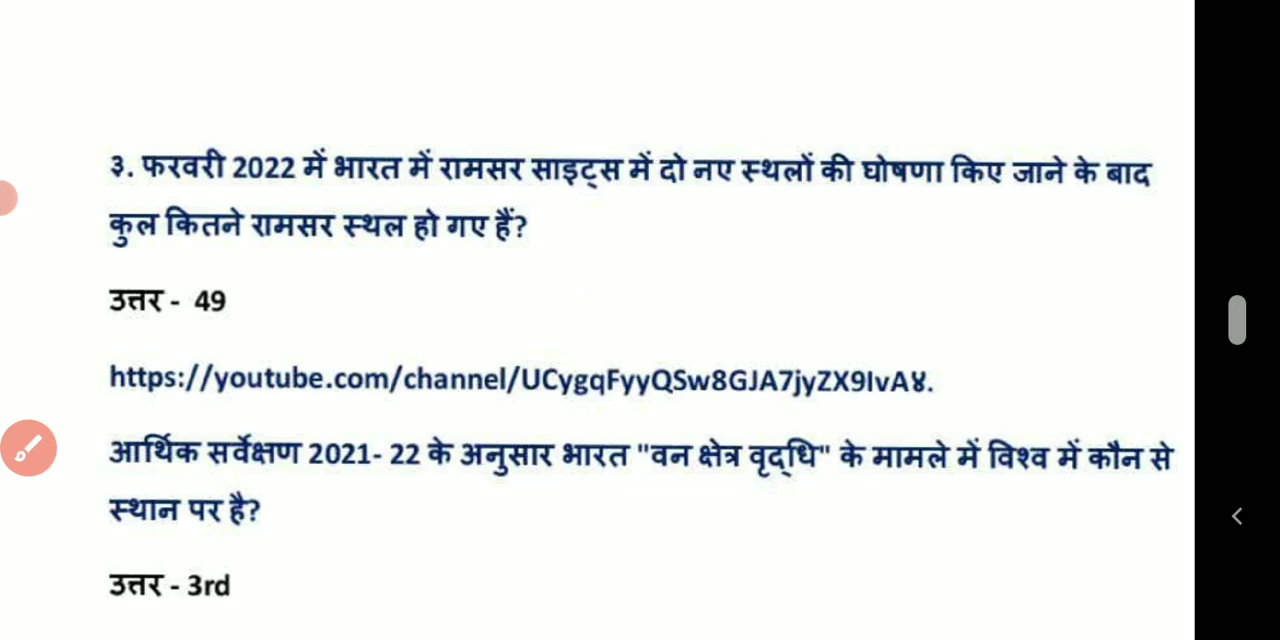 ३. फरवरी 2022 में भारत में रामसर साइट्स में दो नए स्थलों की घोषणा किए जाने के बाद
कुल कितने रामसर स्थल हो गए हैं?
उत्तर - 49
https://youtube.com/channel/UCygqFyyQSw8GJA7jyZX9IvA४.
आर्थिक सर्वेक्षण 2021- 22 के अनुसार भारत "वन क्षेत्र वृद्धि" के मामले में विश्व में कौन से
स्थान पर है?
उत्तर - 3rd